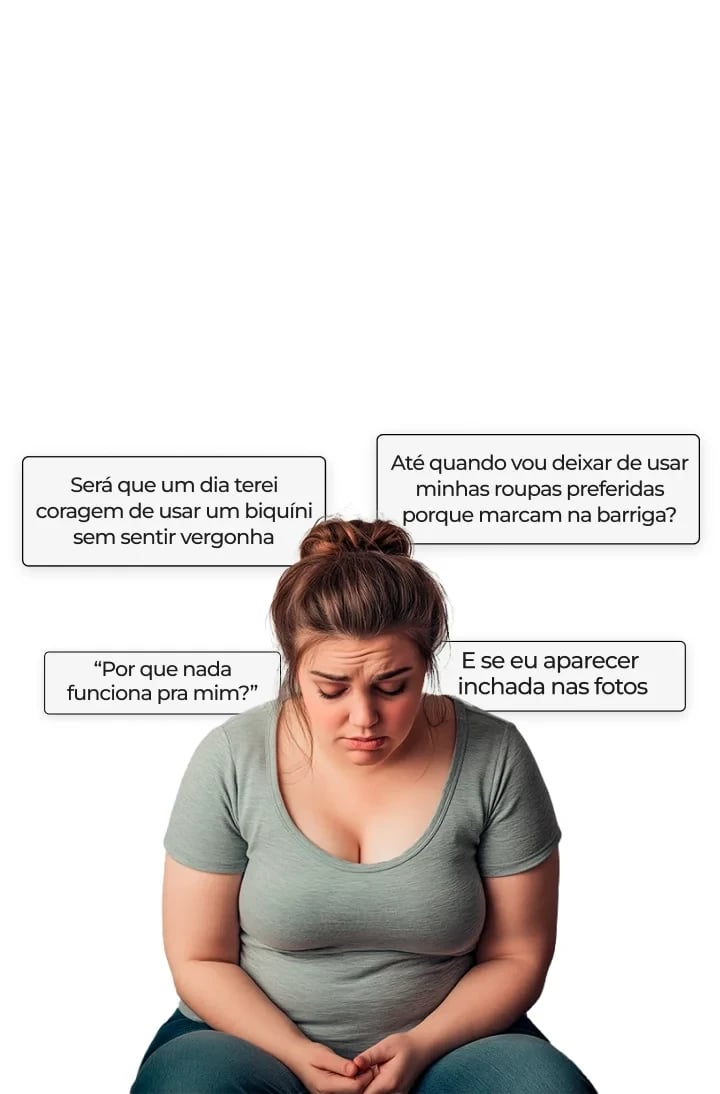 Será que um dia terei
coragem de usar um biquíni
sem sentir vergonha
Até quando vou deixar de usar
minhas roupas preferidas
porque marcam na barriga?
“Por que nada
funciona pra mim?”
E se eu aparecer
inchada nas fotos